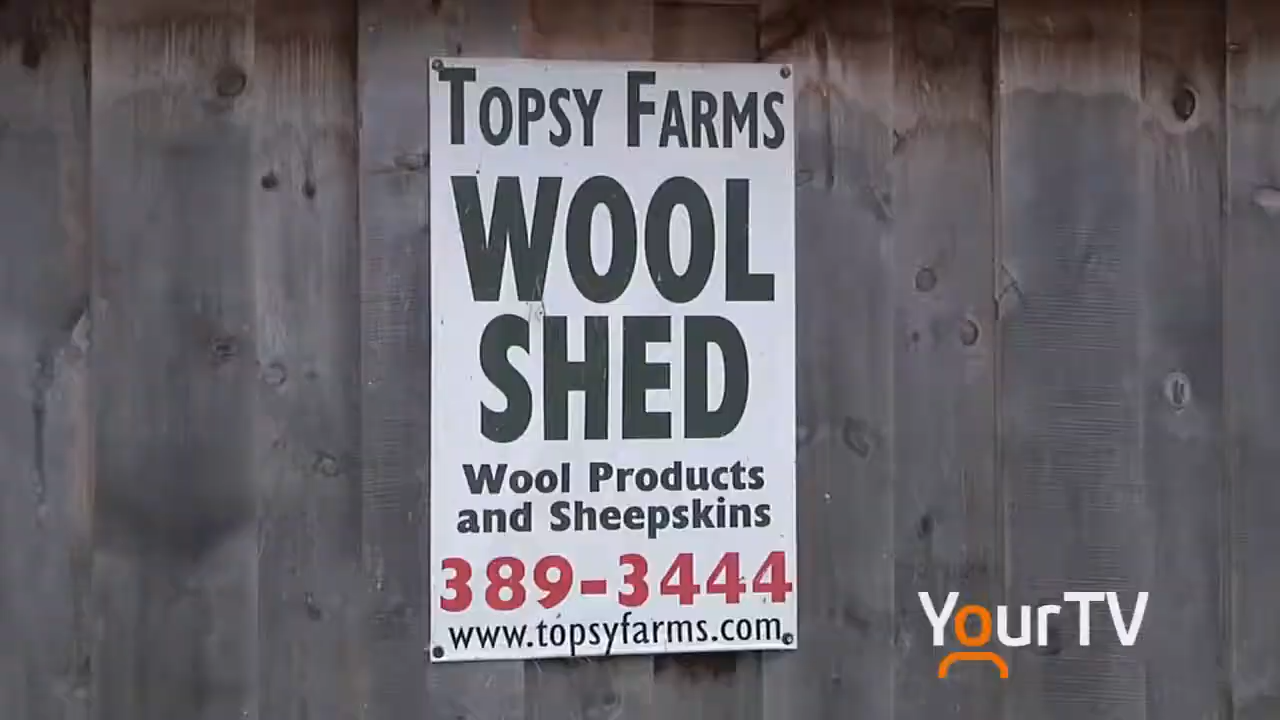 TOPSY FARMS
WOOL
SHED
Wool Products
and Sheepskins
389-3444
www.topsyfarms.com
YourTV